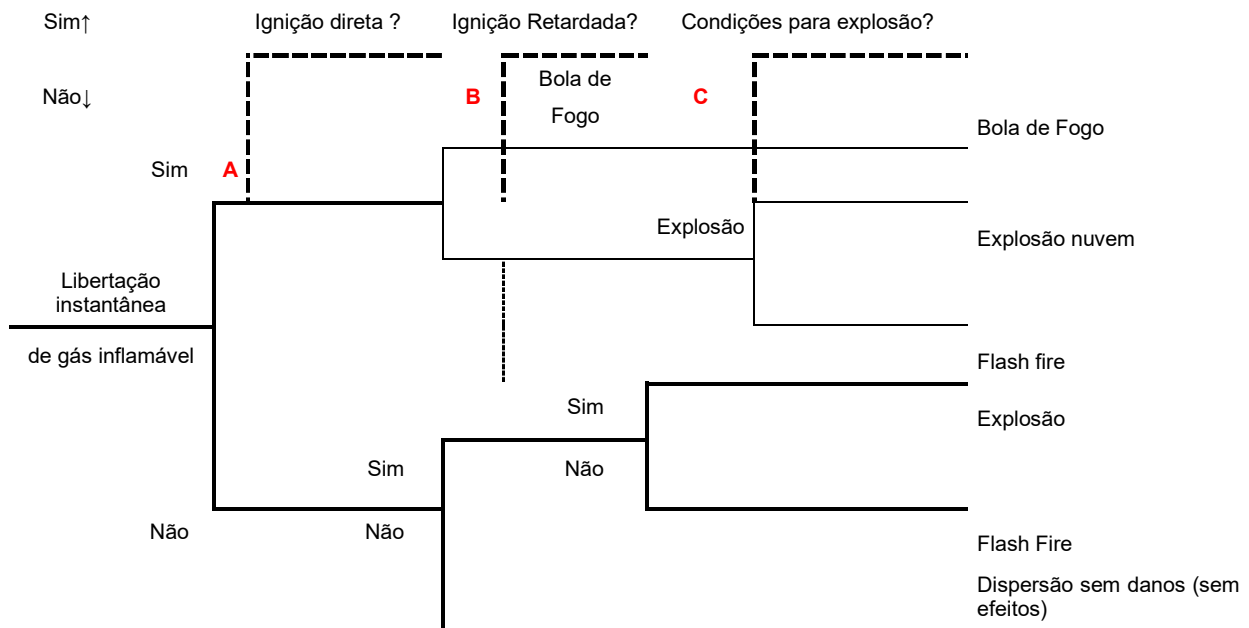 Sim↑
Ignição direta ?
Ignição Retardada?
Condições para explosão?
Não↓
B
Bola de
Fogo
C
Bola de Fogo
Sim
A
Explosão
Explosão nuvem
Libertação
instantânea
de gás inflamável
Flash fire
Sim
Explosão
Sim
Não
Não
Não
Flash Fire
Dispersão sem danos (sem
efeitos)